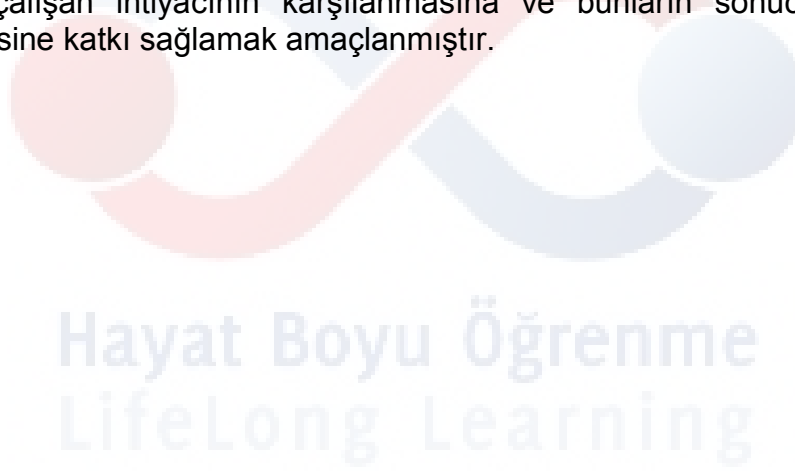 çalışan ihtiyacının karşılanmasına ve bunların sonuc
sine katkı sağlamak amaçlanmıştır.
Hayat Boyu Öğrenme
LifeLong Learning